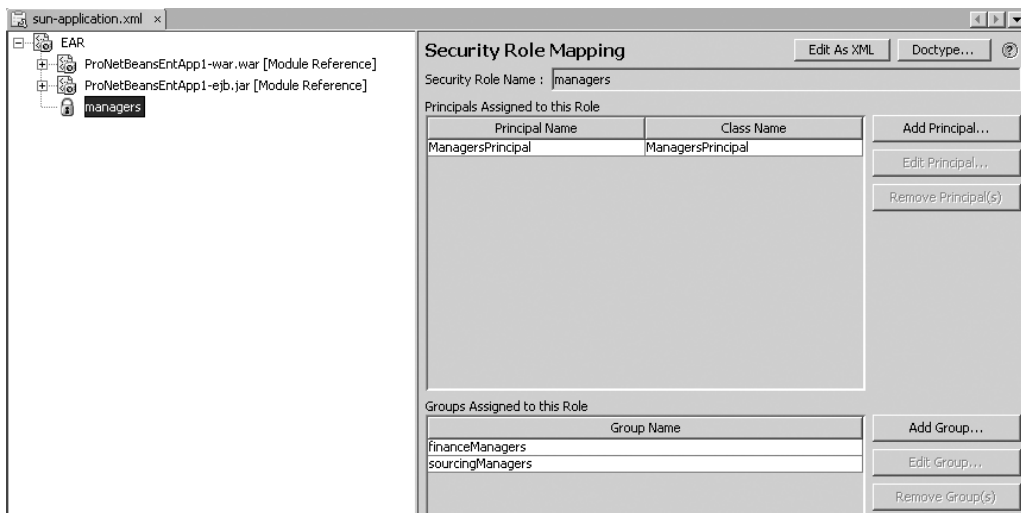 sun-application.xml ×
EAR
ProNetBeansEntApp1-war.war [Module Reference]
ProNetBeansEntApp1-ejb.jar [Module Reference]
managers
Security Role Mapping
Edit As XML
Doctype...
?
Security Role Name : managers
Principals Assigned to this Role
Principal Name Class Name
ManagersPrincipal ManagersPrincipal
Add Principal...
Edit Principal...
Remove Principal(s)
Groups Assigned to this Role
Group Name
financeManagers
sourcingManagers
Add Group...
Edit Group...
Remove Group(s)